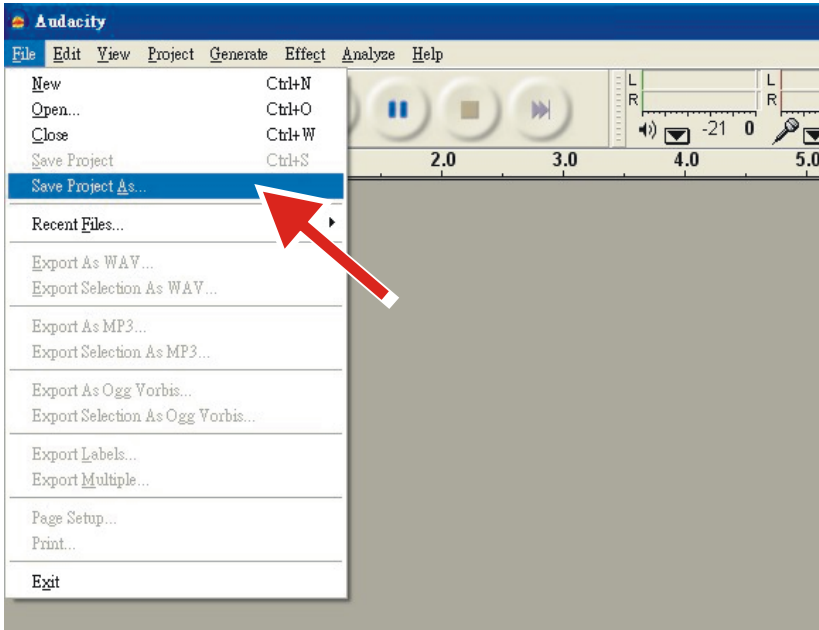 Audacity
File Edit View Project Generate Effect Analyze Help
New Ctrl+N
Open... Ctrl+O
Close Ctrl+W
Save Project Ctrl+S
Save Project As...
Recent Files...
Export As WAV...
Export Selection As WAV...
Export As MP3...
Export Selection As MP3...
Export As Ogg Vorbis...
Export Selection As Ogg Vorbis...
Export Labels...
Export Multiple...
Page Setup...
Print...
Exit
L L
R R
-21 0
2.0 3.0 4.0 5.0